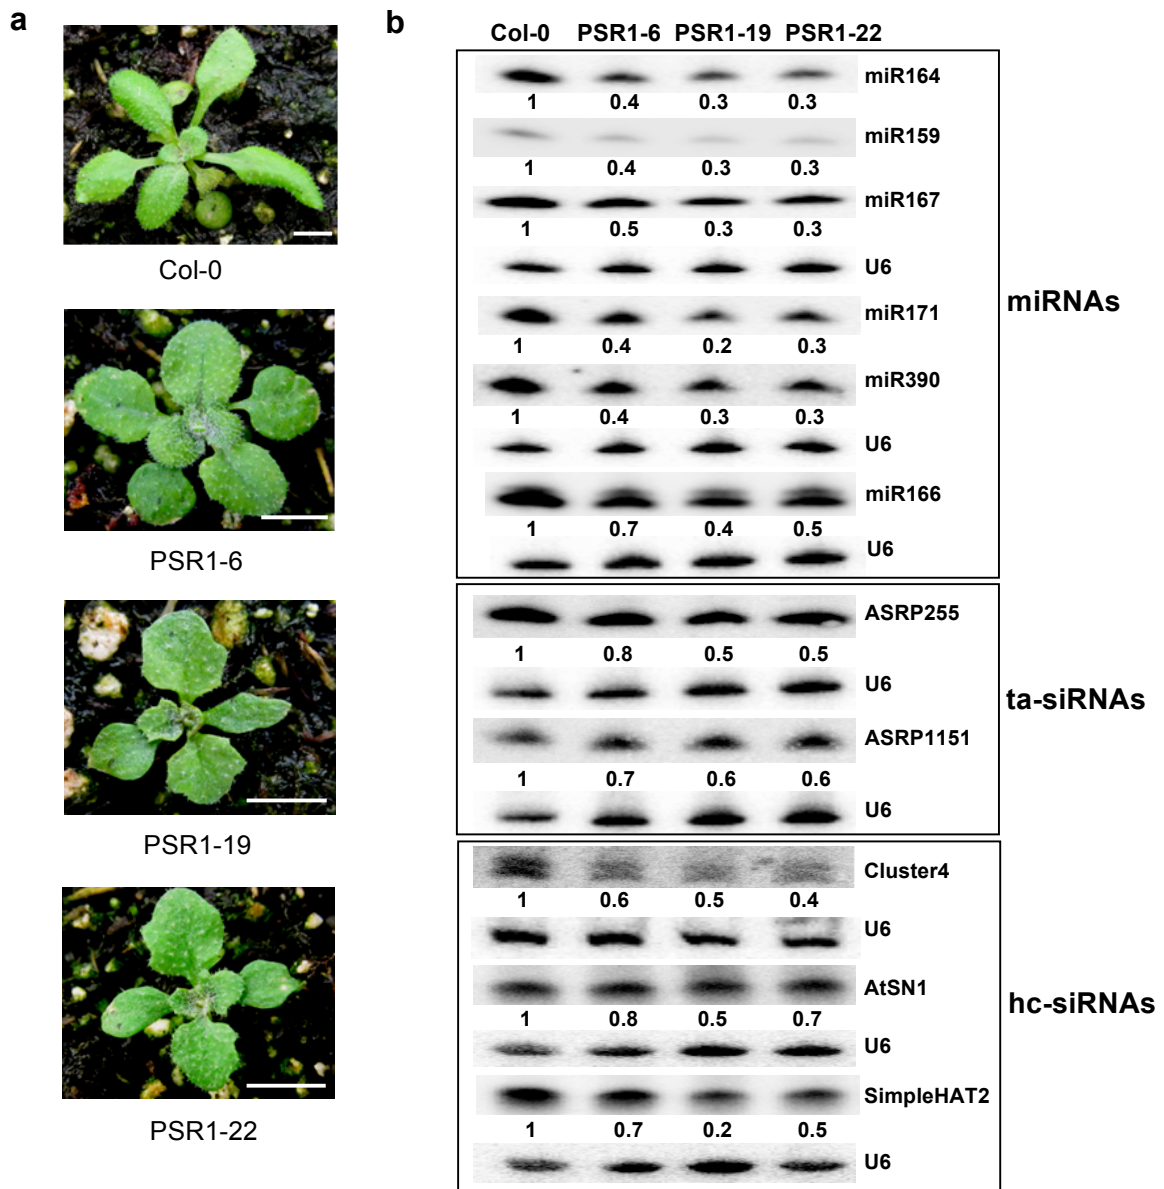 a
Col-0
PSR1-6
PSR1-19
PSR1-22
b
Col-0 PSR1-6 PSR1-19 PSR1-22
miR164
1 0.4 0.3 0.3
miR159
1 0.4 0.3 0.3
miR167
1 0.5 0.3 0.3
U6
miR171
1 0.4 0.2 0.3
miR390
1 0.4 0.3 0.3
U6
miR166
1 0.7 0.4 0.5
U6
miRNAs
ASRP255
1 0.8 0.5 0.5
U6
ASRP1151
1 0.7 0.6 0.6
U6
ta-siRNAs
Cluster4
1 0.6 0.5 0.4
U6
AtSN1
1 0.8 0.5 0.7
U6
SimpleHAT2
1 0.7 0.2 0.5
U6
hc-siRNAs